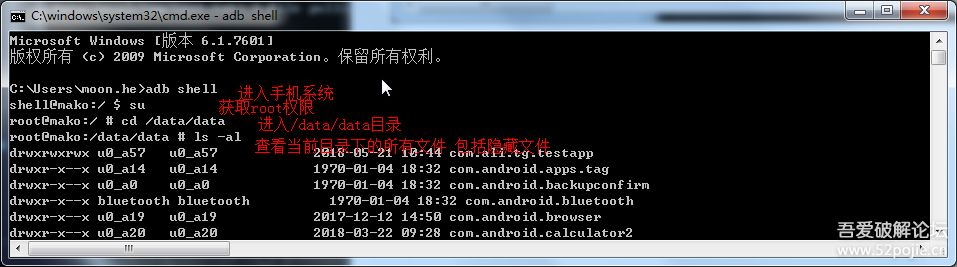 C:\windows\system32\cmd.exe - adb shell
Microsoft Windows [版本 6.1.7601]
版权所有 (c) 2009 Microsoft Corporation。保留所有权利。
C:\Users\moon.he>adb shell 进入手机系统
shell@mako:/ $ su 获取root权限
root@mako:/ # cd /data/data 进入/data/data目录
root@mako:/data/data # ls -al 查看当前目录下的所有文件 包括隐藏文件
drwxrwxrwx u0_a57 u0_a57 2018-05-21 10:44 com.ali.tg.testapp
drwxr-x--x u0_a14 u0_a14 1970-01-04 18:32 com.android.apps.tag
drwxr-x--x u0_a0 u0_a0 1970-01-04 18:32 com.android.backupconfirm
drwxr-x--x bluetooth bluetooth 1970-01-04 18:32 com.android.bluetooth
drwxr-x--x u0_a19 u0_a19 2017-12-12 14:50 com.android.browser
drwxr-x--x u0_a20 u0_a20 2018-03-22 09:28 com.android.calculator2
吾爱破解论坛
www.52pojie.cn